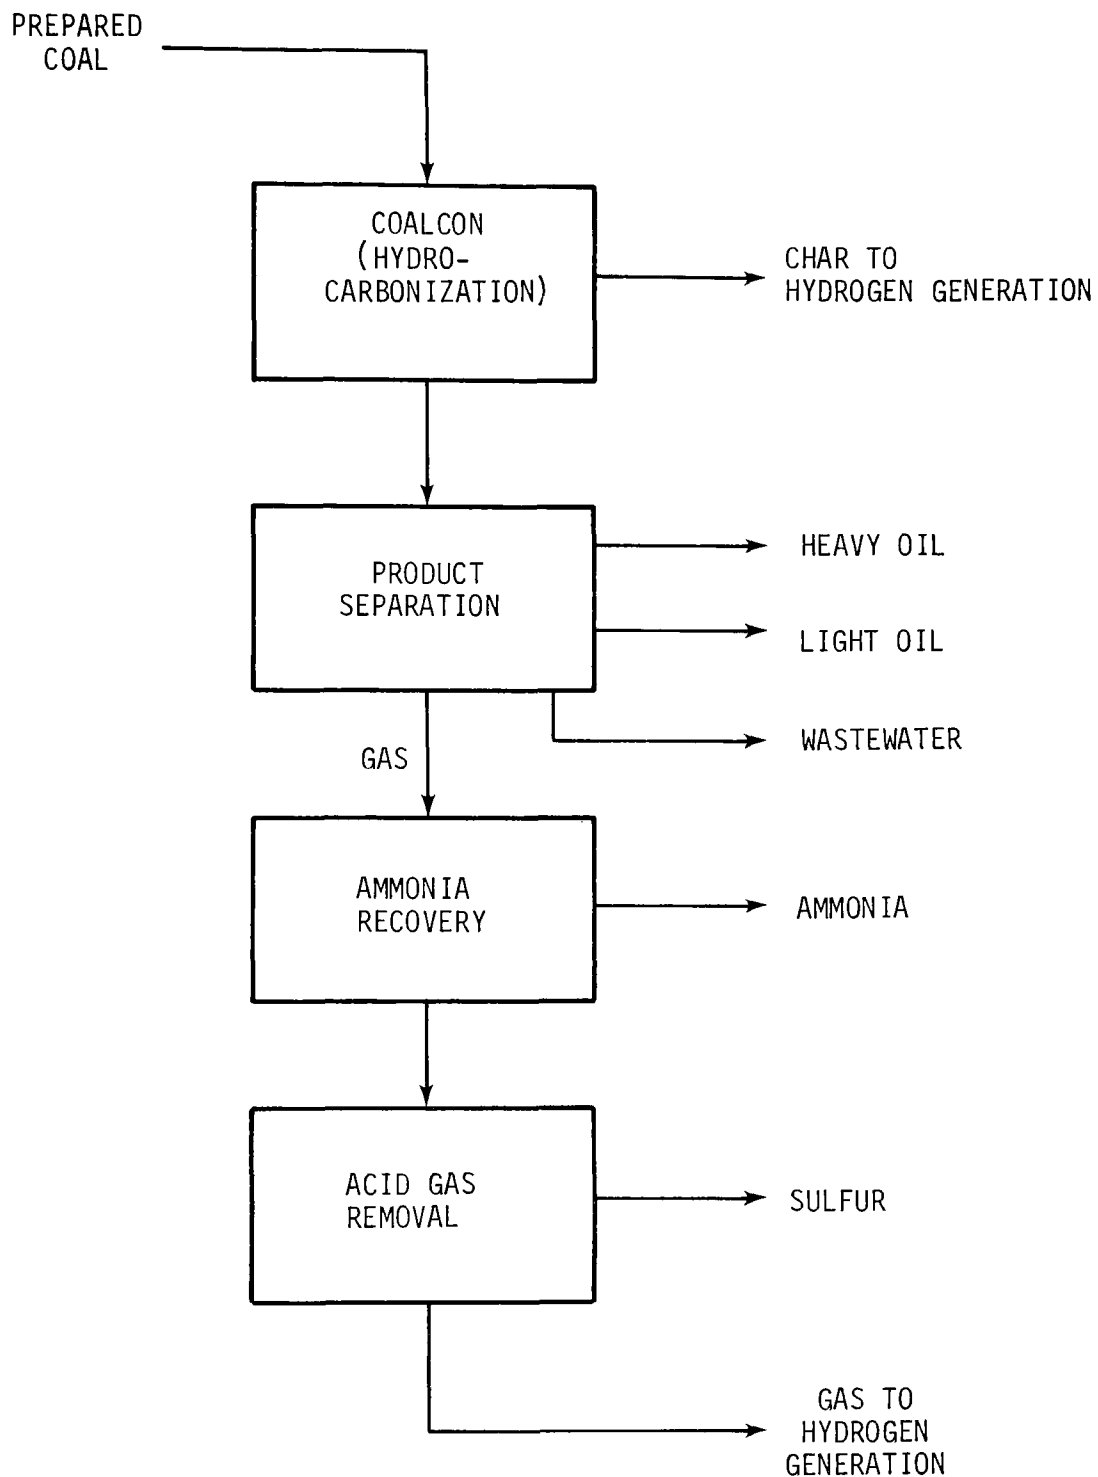 PREPARED
COAL
COALCON
(HYDRO-
CARBONIZATION)
CHAR TO
HYDROGEN GENERATION
PRODUCT
SEPARATION
HEAVY OIL
LIGHT OIL
WASTEWATER
GAS
AMMONIA
RECOVERY
AMMONIA
ACID GAS
REMOVAL
SULFUR
GAS TO
HYDROGEN
GENERATION